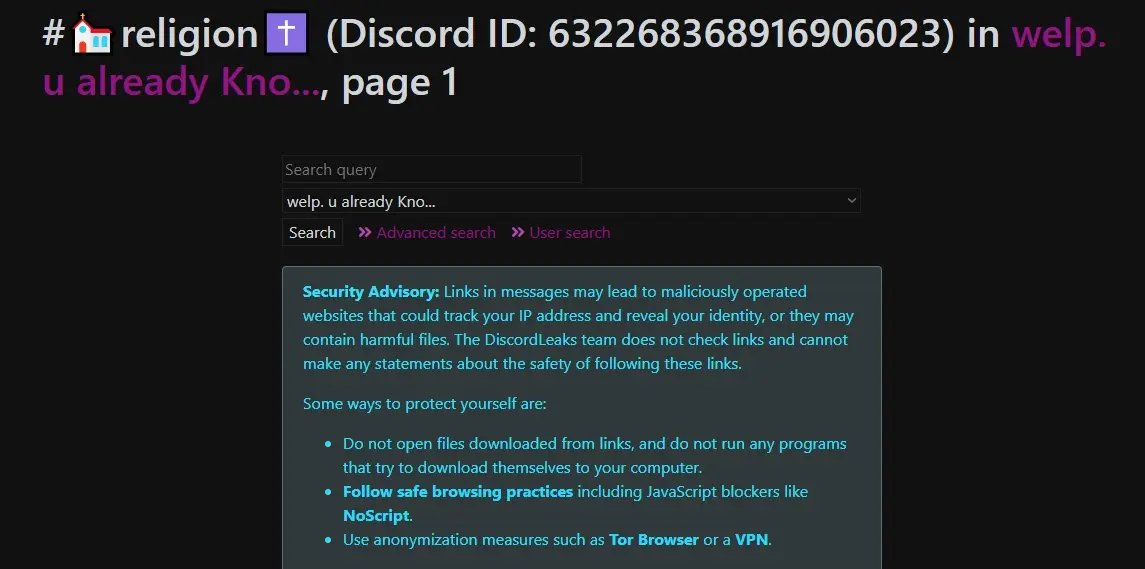 #⛪religion✝️ (Discord ID: 632268368916906023) in welp.
u already Kno..., page 1
Search query
welp. u already Kno...
Search Advanced search User search
Security Advisory: Links in messages may lead to maliciously operated
websites that could track your IP address and reveal your identity, or they may
contain harmful files. The DiscordLeaks team does not check links and cannot
make any statements about the safety of following these links.
Some ways to protect yourself are:
• Do not open files downloaded from links, and do not run any programs
that try to download themselves to your computer.
• Follow safe browsing practices including JavaScript blockers like
NoScript.
• Use anonymization measures such as Tor Browser or a VPN.